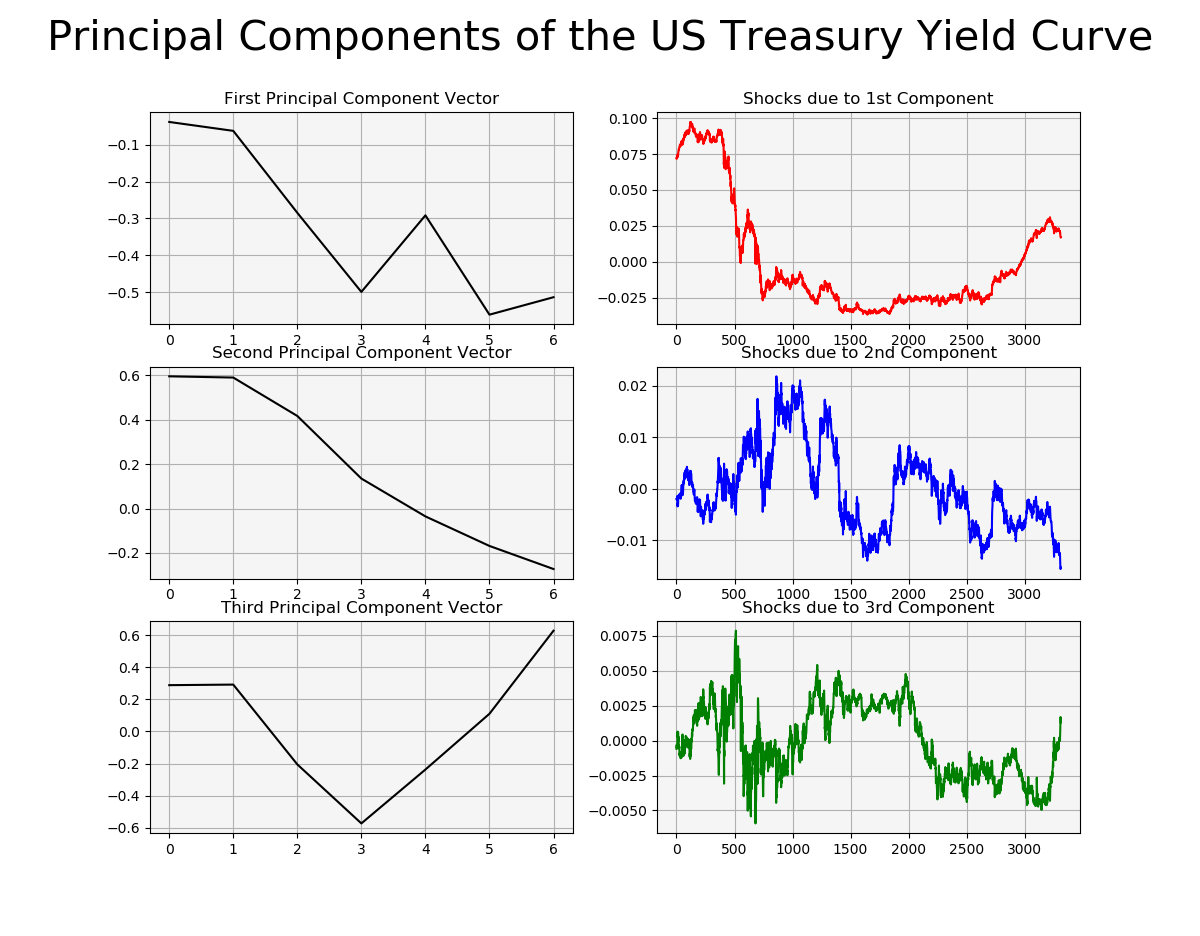 Principal Components of the US Treasury Yield Curve
First Principal Component Vector
−0.1
−0.2
−0.3
−0.4
−0.5
0 1 2 3 4 5 6
Shocks due to 1st Component
0.100
0.075
0.050
0.025
0.000
−0.025
0 500 1000 1500 2000 2500 3000
Second Principal Component Vector
0.6
0.4
0.2
0.0
−0.2
0 1 2 3 4 5 6
Shocks due to 2nd Component
0.02
0.01
0.00
−0.01
0 500 1000 1500 2000 2500 3000
Third Principal Component Vector
0.6
0.4
0.2
0.0
−0.2
−0.4
−0.6
0 1 2 3 4 5 6
Shocks due to 3rd Component
0.0075
0.0050
0.0025
0.0000
−0.0025
−0.0050
0 500 1000 1500 2000 2500 3000